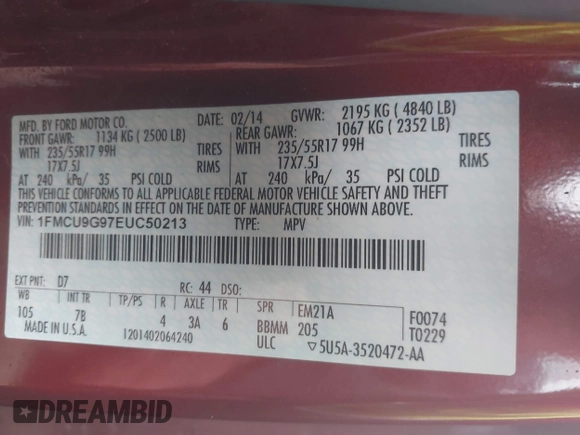 MFD. BY FORD MOTOR CO. DATE: 02/14 GVWR: 2195 KG ( 4840 LB)
FRONT GAWR: 1134 KG ( 2500 LB) REAR GAWR: 1067 KG ( 2352 LB)
WITH 235/55R17 99H TIRES WITH 235/55R17 99H TIRES
17X7.5J RIMS 17X7.5J RIMS
AT 240 kPa/ 35 PSI COLD AT 240 kPa/ 35 PSI COLD
THIS VEHICLE CONFORMS TO ALL APPLICABLE FEDERAL MOTOR VEHICLE SAFETY AND THEFT
PREVENTION STANDARDS IN EFFECT ON THE DATE OF MANUFACTURE SHOWN ABOVE.
VIN: 1FMCU9G97EUC50213 TYPE: MPV
EXT PNT: D7 RC: 44 DSO:
WB INT TR TP/PS R AXLE TR SPR EM21A F0074
105 7B 4 3A 6 BBMM 205 T0229
MADE IN U.S.A. 1201402064240 ULC ▽5U5A-3520472-AA
DREAMBID